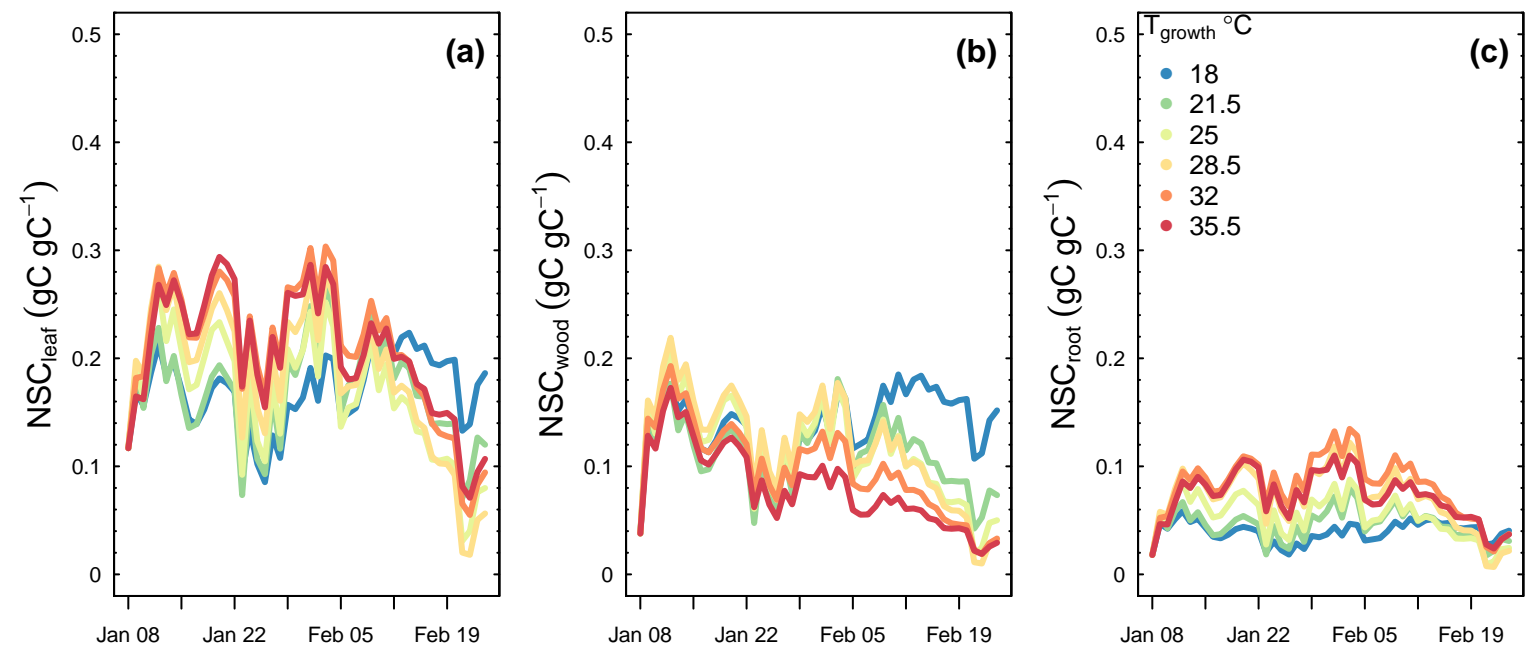 NSCleaf (gC gC−1)
0.5
0.4
0.3
0.2
0.1
0
(a)
Jan 08 Jan 22 Feb 05 Feb 19
NSCwood (gC gC−1)
0.5
0.4
0.3
0.2
0.1
0
(b)
Jan 08 Jan 22 Feb 05 Feb 19
NSCroot (gC gC−1)
0.5
0.4
0.3
0.2
0.1
0
Tgrowth °C
(c)
18
21.5
25
28.5
32
35.5
Jan 08 Jan 22 Feb 05 Feb 19